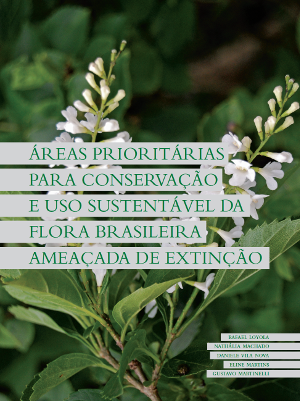 ÁREAS PRIORITÁRIAS
PARA CONSERVAÇÃO
E USO SUSTENTÁVEL DA
FLORA BRASILEIRA
AMEAÇADA DE EXTINÇÃO
RAFAEL LOYOLA
NATHÁLIA MACHADO
DANIELE VILA NOVA
ELINE MARTINS
GUSTAVO MARTINELLI